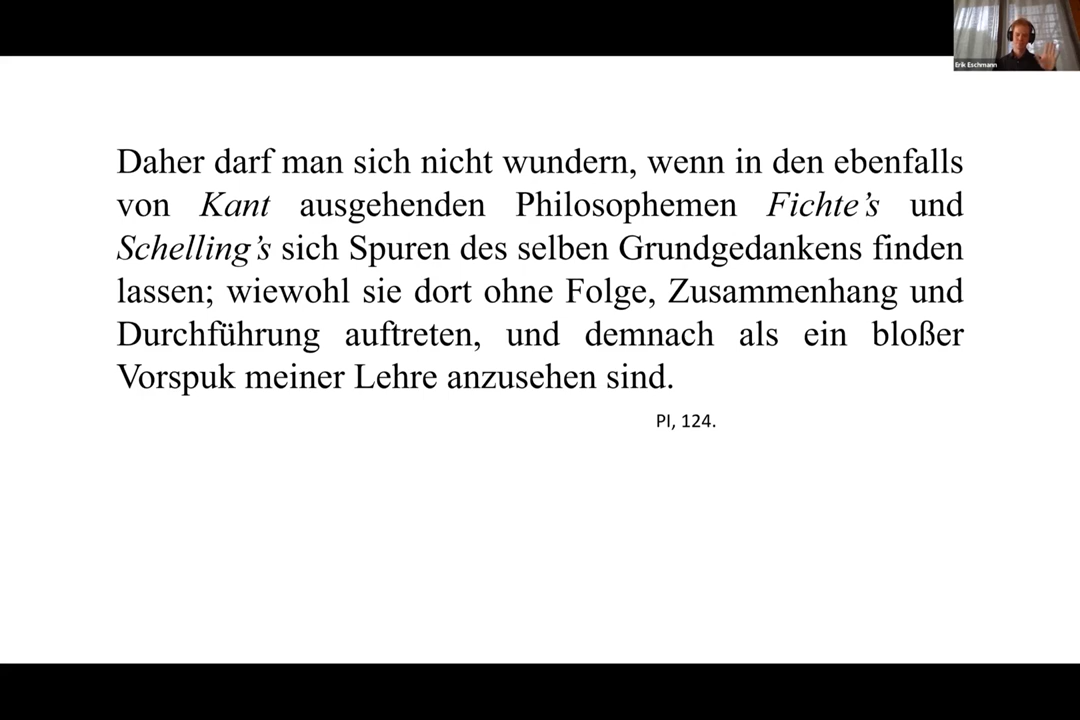 Erik Eschmann
Daher darf man sich nicht wundern, wenn in den ebenfalls
von Kant ausgehenden Philosophemen Fichte’s und
Schelling’s sich Spuren des selben Grundgedankens finden
lassen; wiewohl sie dort ohne Folge, Zusammenhang und
Durchführung auftreten, und demnach als ein bloßer
Vorspuk meiner Lehre anzusehen sind.
PI, 124.